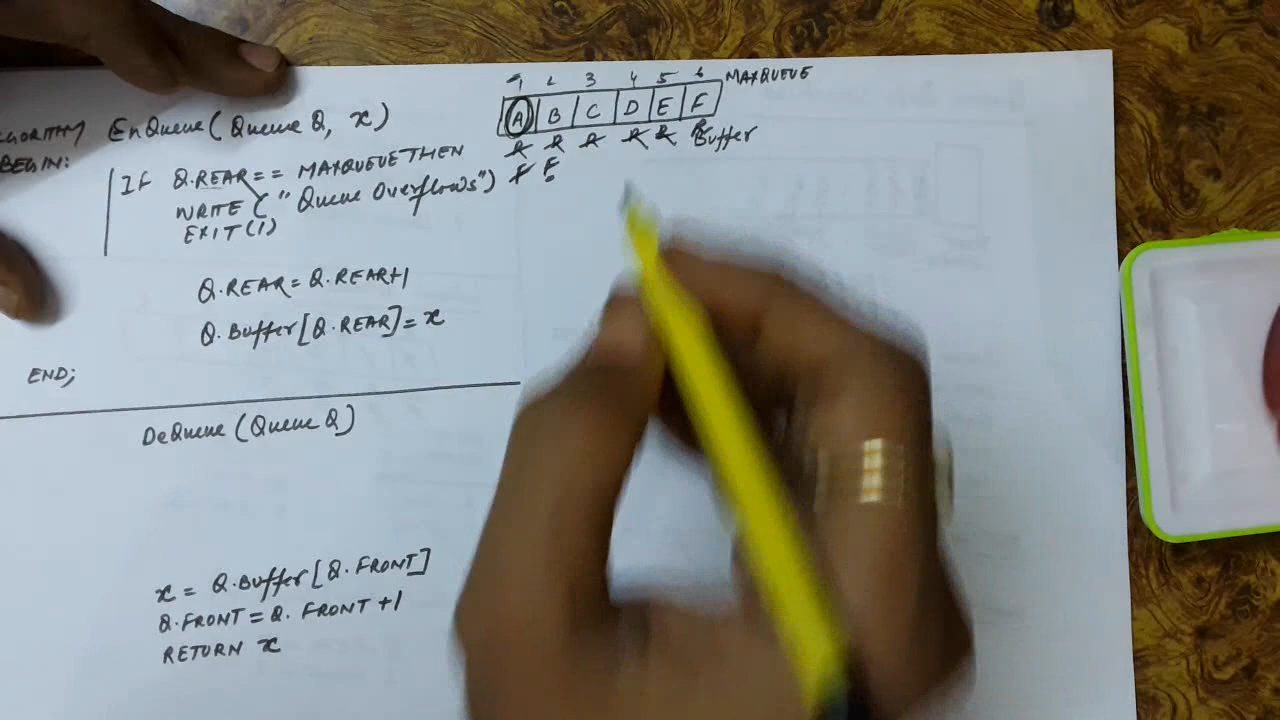 1 2 3 4 5 6 MAXQUEUE
A B C D E F
Buffer
R R R R R R
F F
EnQueue(Queue Q, x)
BEGIN:
IF Q.REAR == MAXQUEUE THEN
WRITE ("Queue Overflows")
EXIT(1)
Q.REAR = Q.REAR+1
Q.Buffer[Q.REAR] = x
END;
DeQueue (Queue Q)
x = Q.Buffer[Q.FRONT]
Q.FRONT = Q.FRONT +1
RETURN x